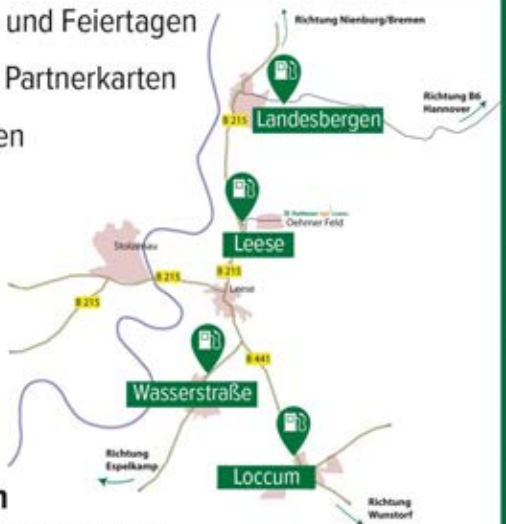 und Feiertagen
Richtung Nienburg/Bremen
Partnerkarten
en
Richtung B6
Hannover
B 215
Landesbergen
Oehmer Feld
Leese
Stolzenau
B 215
B 215
B 215
Leese
B 441
Wasserstraße
Richtung
Espelkamp
Loccum
n
Richtung
Wunstorf